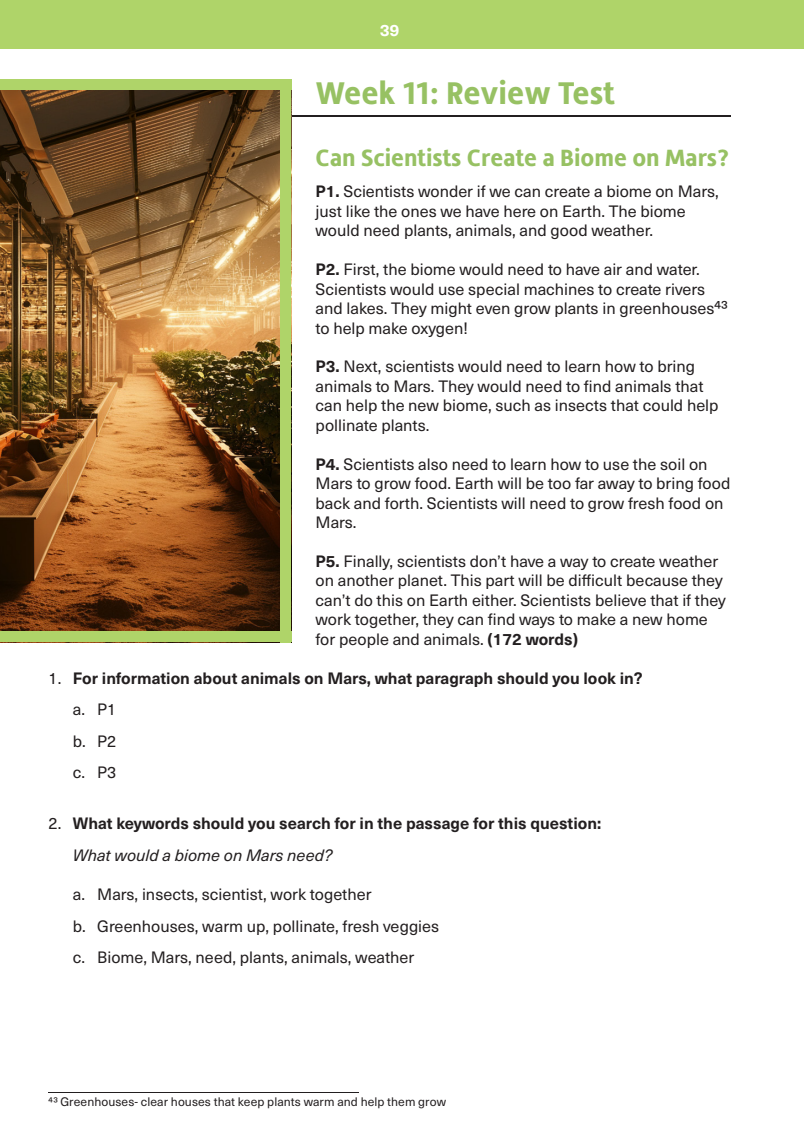 39
Week 11: Review Test
Can Scientists Create a Biome on Mars?
P1. Scientists wonder if we can create a biome on Mars,
just like the ones we have here on Earth. The biome
would need plants, animals, and good weather.
P2. First, the biome would need to have air and water.
Scientists would use special machines to create rivers
and lakes. They might even grow plants in greenhouses⁴³
to help make oxygen!
P3. Next, scientists would need to learn how to bring
animals to Mars. They would need to find animals that
can help the new biome, such as insects that could help
pollinate plants.
P4. Scientists also need to learn how to use the soil on
Mars to grow food. Earth will be too far away to bring food
back and forth. Scientists will need to grow fresh food on
Mars.
P5. Finally, scientists don’t have a way to create weather
on another planet. This part will be difficult because they
can’t do this on Earth either. Scientists believe that if they
work together, they can find ways to make a new home
for people and animals. (172 words)
1. For information about animals on Mars, what paragraph should you look in?
a. P1
b. P2
c. P3
2. What keywords should you search for in the passage for this question:
What would a biome on Mars need?
a. Mars, insects, scientist, work together
b. Greenhouses, warm up, pollinate, fresh veggies
c. Biome, Mars, need, plants, animals, weather
⁴³ Greenhouses- clear houses that keep plants warm and help them grow